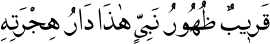 قَرِيبٌ ظُهُورُ نَبِيٍّ هٰذَا دَارُ هِجْرَتِهِ